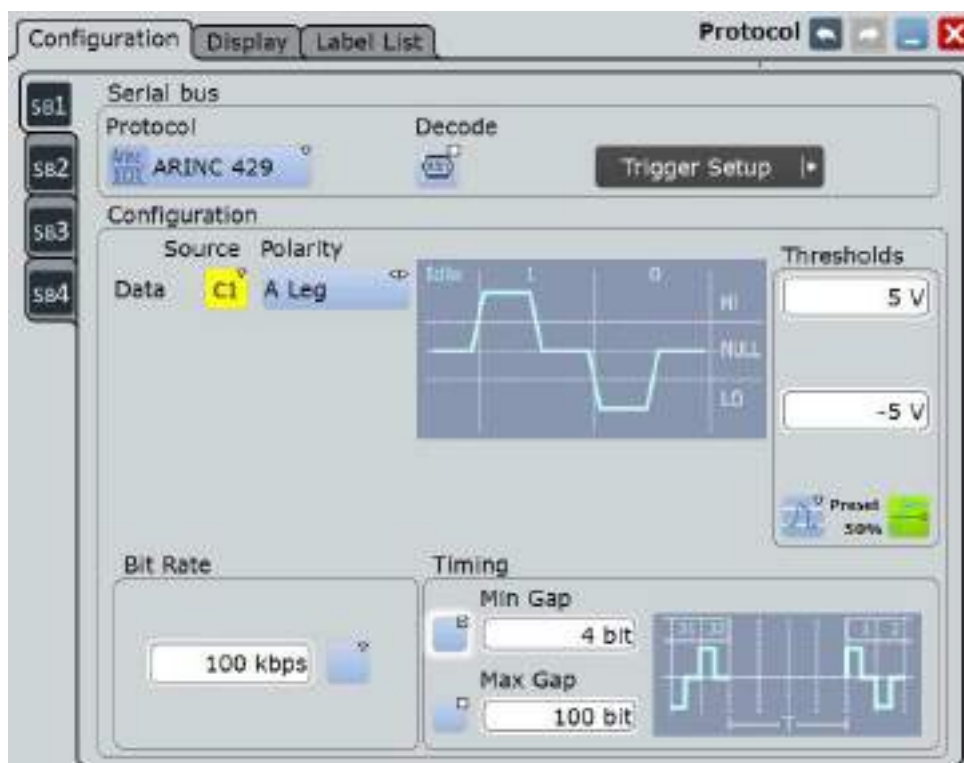 Configuration Display Label List Protocol
SB1
SB2
SB3
SB4
Serial bus
Protocol Decode
ARINC 429 Trigger Setup
Configuration
Source Polarity Thresholds
Data C1 A Leg
Idle 1 0
HI
NULL
LO
5 V
-5 V
Preset
50%
Bit Rate
100 kbps
Timing
Min Gap
4 bit
Max Gap
100 bit
T